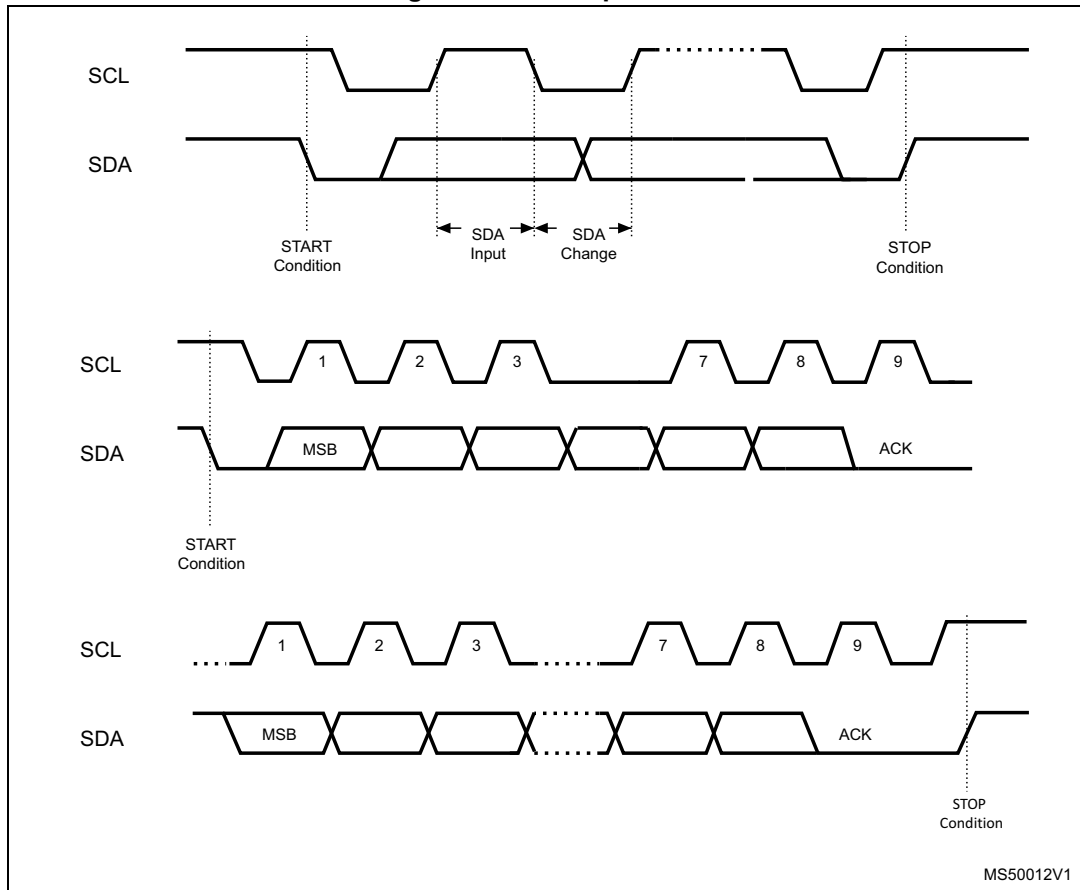 SCL
SDA
START
Condition
SDA
Input
SDA
Change
STOP
Condition
SCL
1 2 3 7 8 9
SDA
MSB ACK
START
Condition
SCL
1 2 3 7 8 9
SDA
MSB ACK
STOP
Condition
MS50012V1